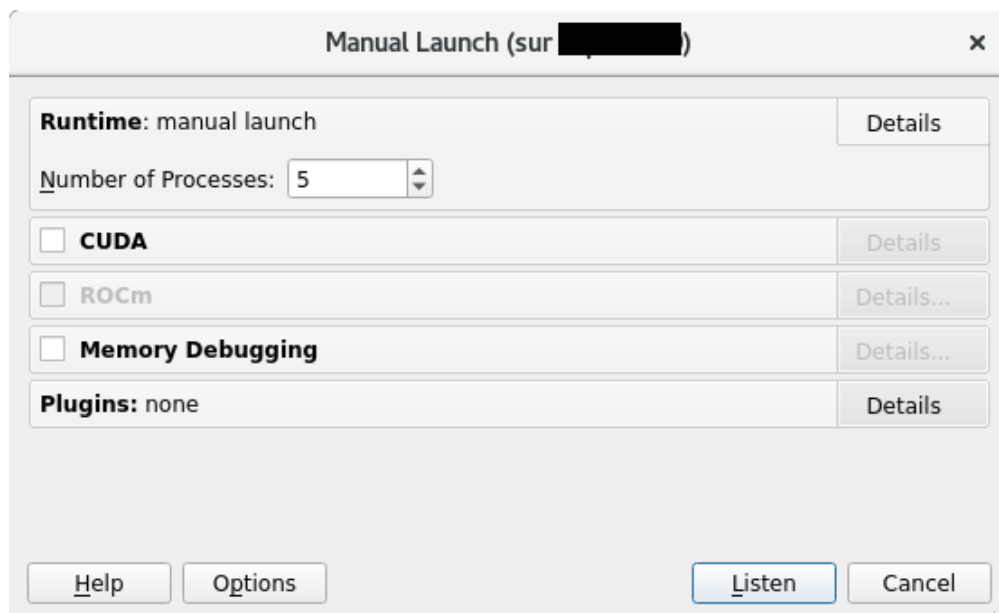 Manual Launch (sur )
Runtime: manual launch
Details
Number of Processes: 5
CUDA
Details
ROCm
Details...
Memory Debugging
Details...
Plugins: none
Details
Help
Options
Listen
Cancel